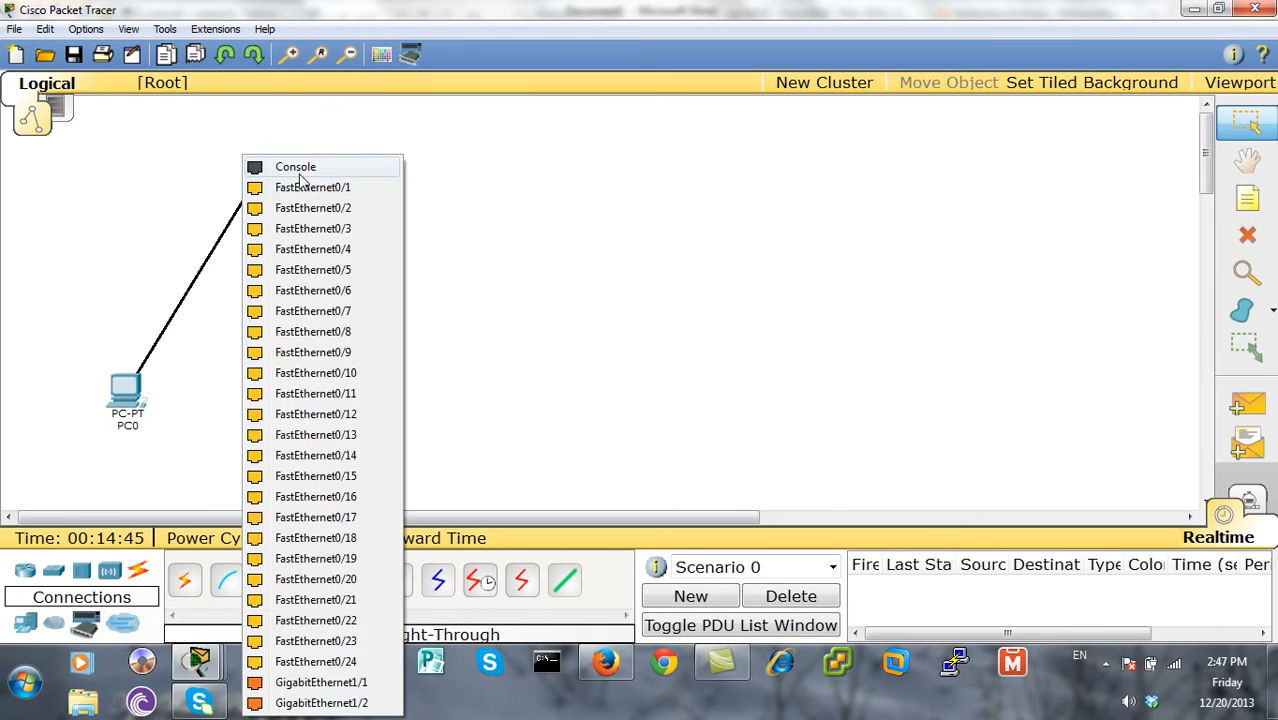 Cisco Packet Tracer
File Edit Options View Tools Extensions Help
Logical [Root] New Cluster Move Object Set Tiled Background Viewport
Console
FastEthernet0/1
FastEthernet0/2
FastEthernet0/3
FastEthernet0/4
FastEthernet0/5
FastEthernet0/6
FastEthernet0/7
FastEthernet0/8
FastEthernet0/9
FastEthernet0/10
FastEthernet0/11
FastEthernet0/12
FastEthernet0/13
FastEthernet0/14
FastEthernet0/15
FastEthernet0/16
FastEthernet0/17
FastEthernet0/18
FastEthernet0/19
FastEthernet0/20
FastEthernet0/21
FastEthernet0/22
FastEthernet0/23
FastEthernet0/24
GigabitEthernet1/1
GigabitEthernet1/2
PC-PT
PC0
Time: 00:14:45 Power Cy ward Time Realtime
Connections
ght-Through
Scenario 0
New Delete
Toggle PDU List Window
Fire Last Sta Sourc Destinat Type Colo Time (se Per
EN
2:47 PM
Friday
12/20/2013